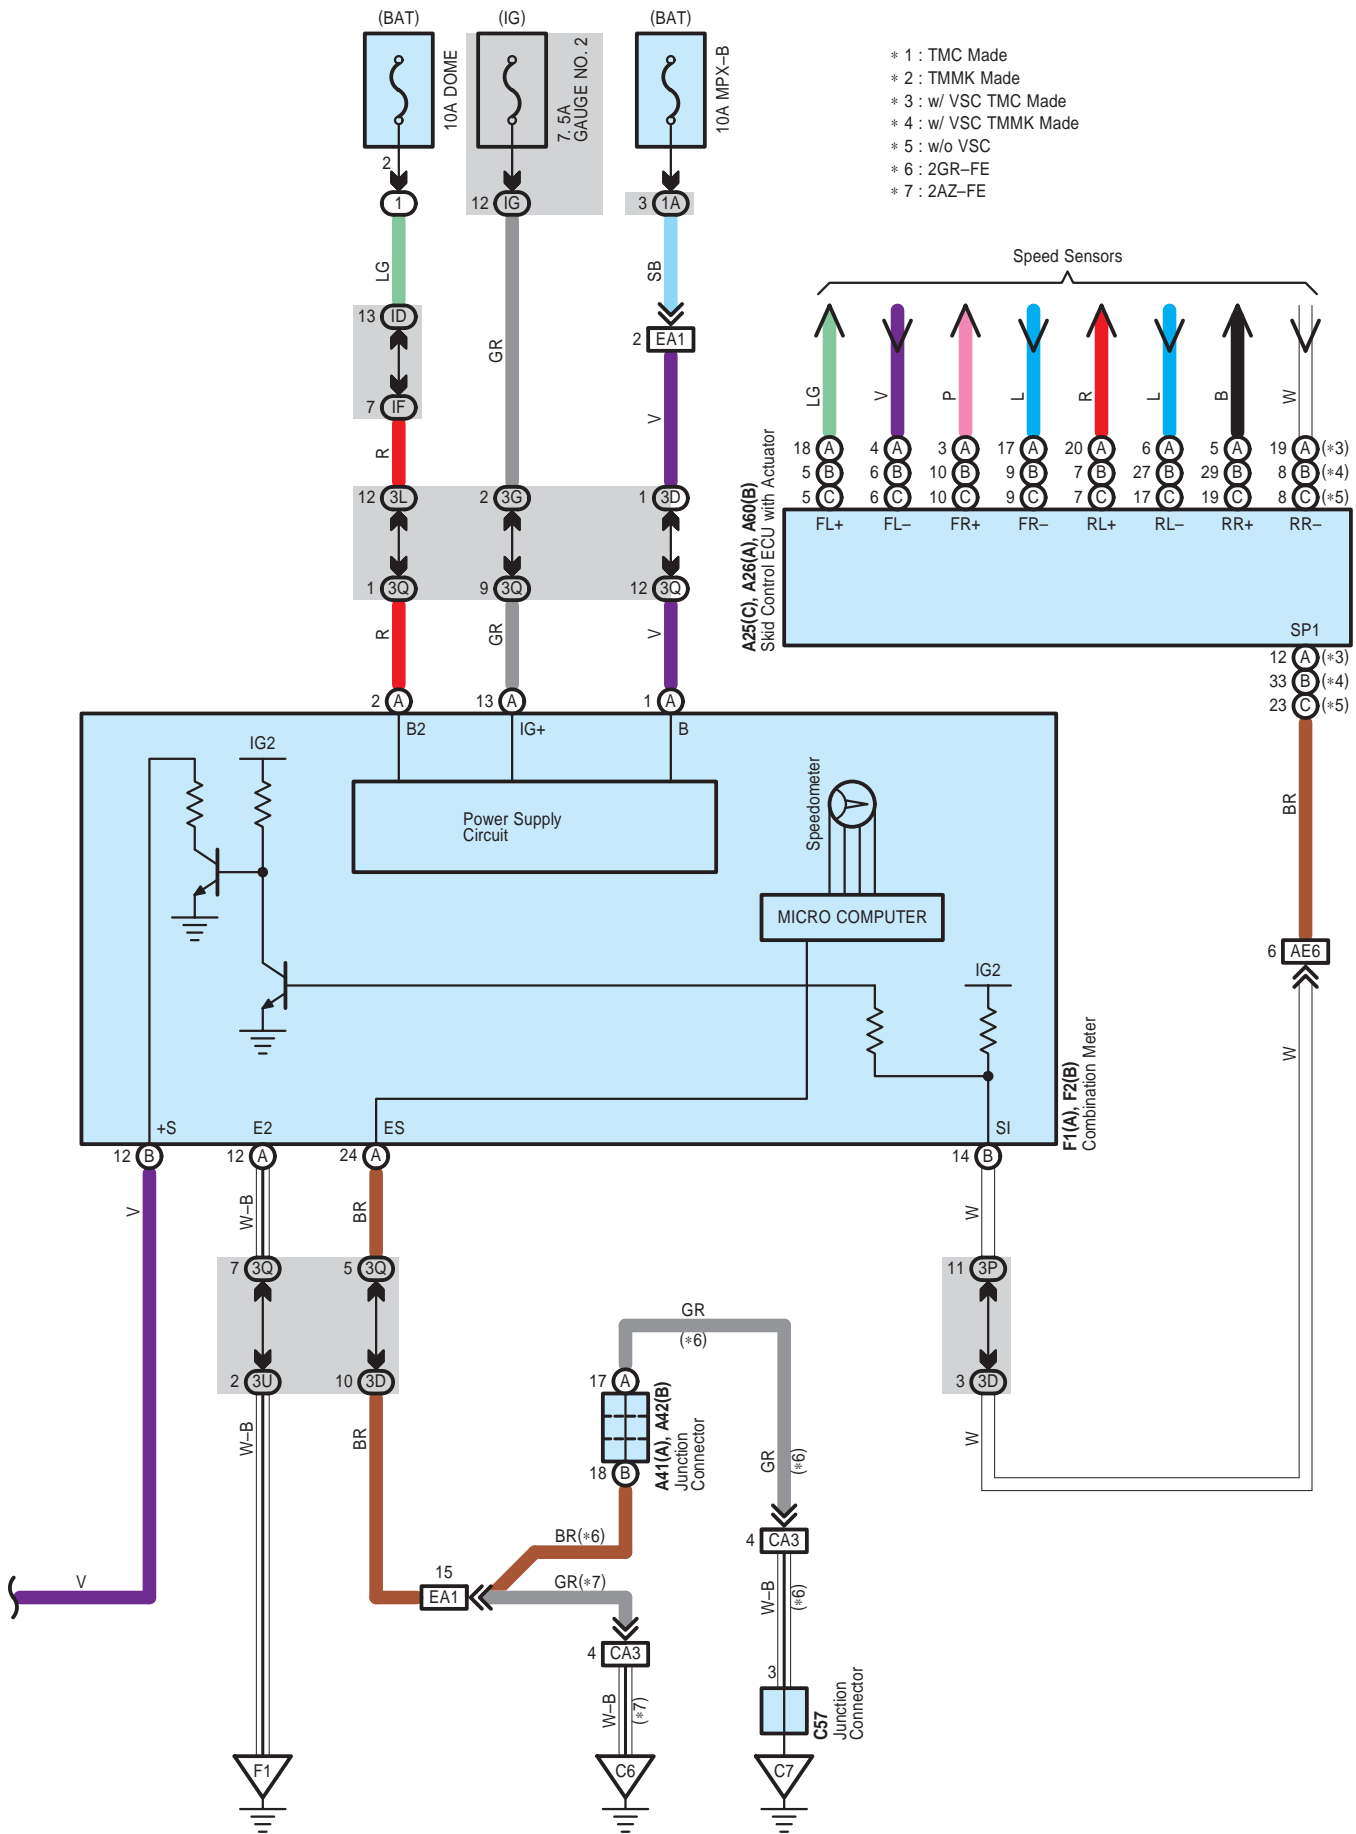 (BAT)
(IG)
(BAT)
10A DOME
7. 5A
GAUGE NO. 2
10A MPX–B
∗ 1 : TMC Made
∗ 2 : TMMK Made
∗ 3 : w/ VSC TMC Made
∗ 4 : w/ VSC TMMK Made
∗ 5 : w/o VSC
∗ 6 : 2GR–FE
∗ 7 : 2AZ–FE
2
1
12 IG
3 1A
LG
GR
SB
13 ID
2 EA1
7 IF
R
V
12 3L
2 3G
1 3D
1 3Q
9 3Q
12 3Q
R
GR
V
2 A
13 A
1 A
Speed Sensors
LG
V
P
L
R
L
B
W
18 A
4 A
3 A
17 A
20 A
6 A
5 A
19 A (∗3)
5 B
6 B
10 B
9 B
7 B
27 B
29 B
8 B (∗4)
5 C
6 C
10 C
9 C
7 C
17 C
19 C
8 C (∗5)
FL+
FL–
FR+
FR–
RL+
RL–
RR+
RR–
A25(C), A26(A), A60(B)
Skid Control ECU with Actuator
SP1
12 A (∗3)
33 B (∗4)
23 C (∗5)
BR
6 AE6
W
B2
IG+
B
IG2
Power Supply
Circuit
Speedometer
MICRO COMPUTER
IG2
F1(A), F2(B)
Combination Meter
+S
E2
ES
SI
12 B
12 A
24 A
14 B
V
W–B
BR
W
7 3Q
5 3Q
11 3P
2 3U
10 3D
3 3D
W–B
BR
W
GR
(∗6)
17 A
18 B
A41(A), A42(B)
Junction
Connector
GR
(∗6)
4 CA3
BR(∗6)
15
EA1
GR(∗7)
V
4 CA3
W–B
(∗7)
W–B
(∗6)
3
C57
Junction
Connector
F1
C6
C7